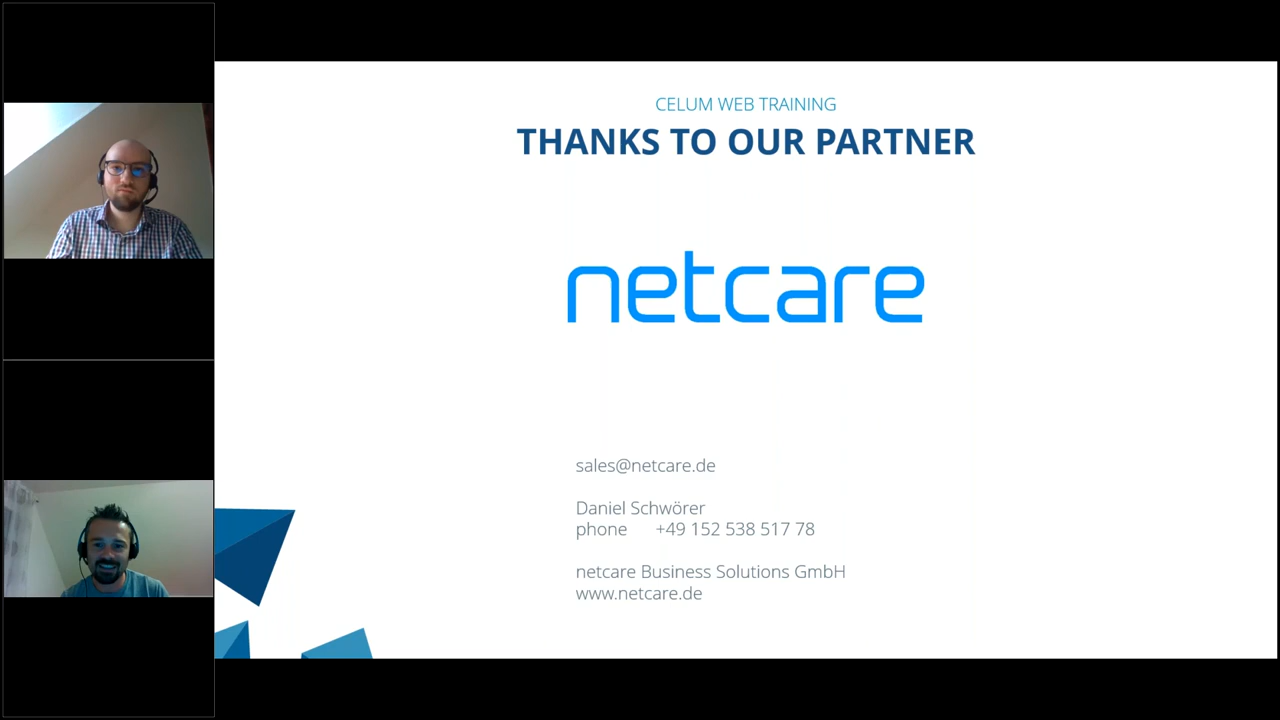 CELUM WEB TRAINING
THANKS TO OUR PARTNER
netcare
sales@netcare.de
Daniel Schwörer
phone +49 152 538 517 78
netcare Business Solutions GmbH
www.netcare.de